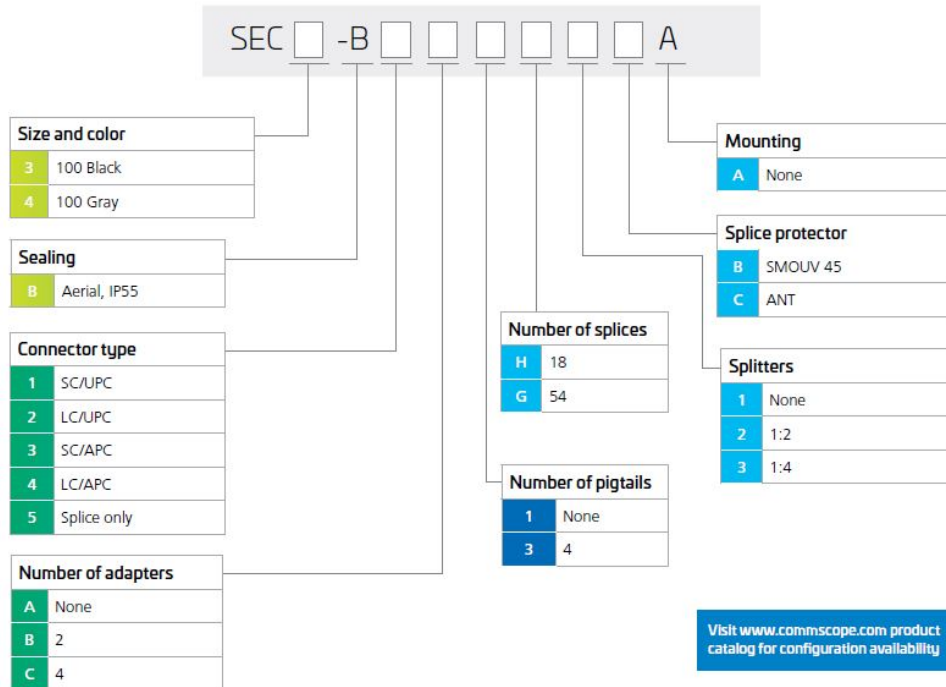 SEC -B A
Size and color
3 100 Black
4 100 Gray
Sealing
B Aerial, IP55
Connector type
1 SC/UPC
2 LC/UPC
3 SC/APC
4 LC/APC
5 Splice only
Number of adapters
A None
B 2
C 4
Number of pigtails
1 None
3 4
Number of splices
H 18
G 54
Splitters
1 None
2 1:2
3 1:4
Splice protector
B SMOUV 45
C ANT
Mounting
A None
Visit www.commscope.com product
catalog for configuration availability